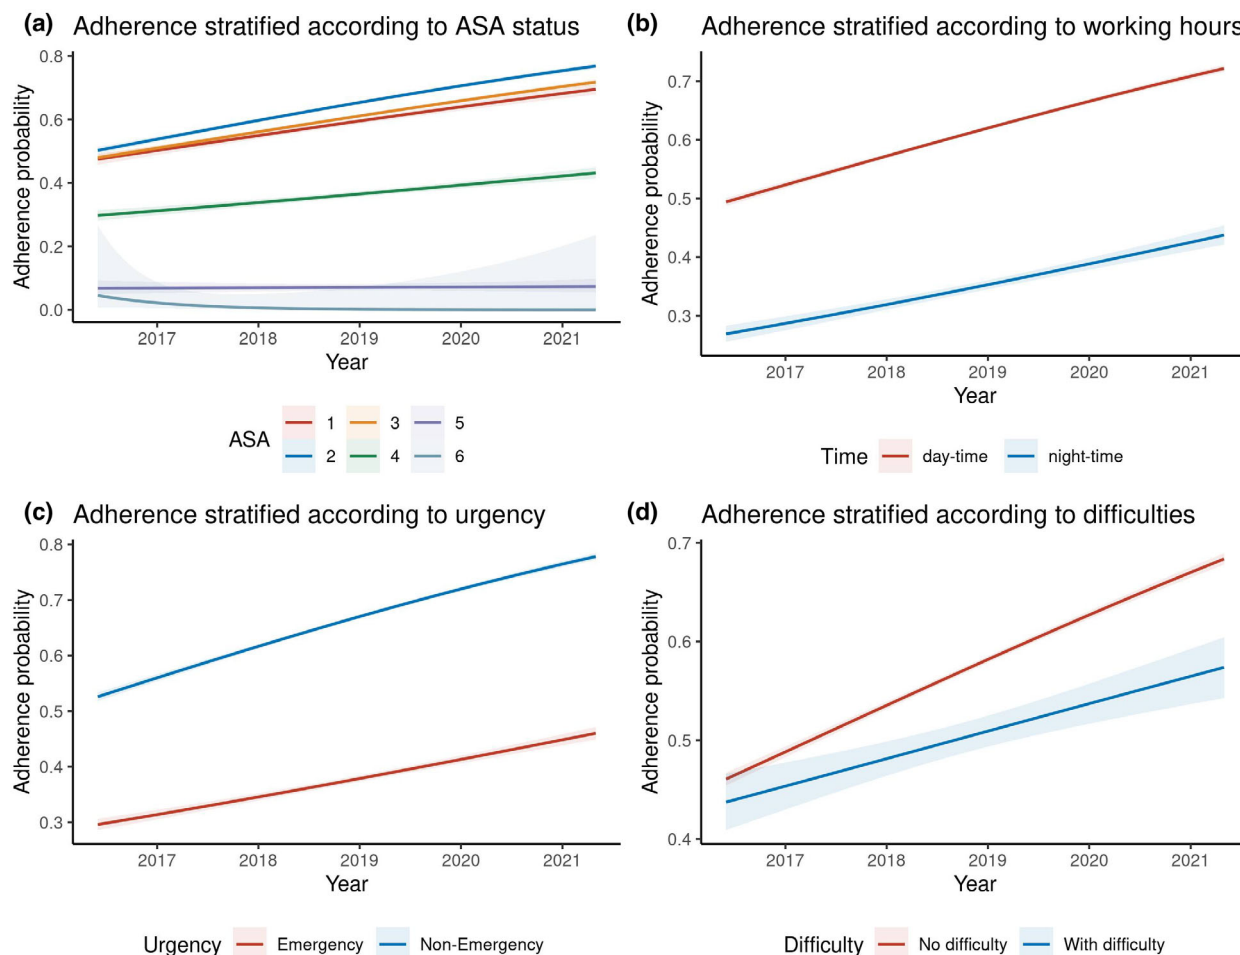 (a) Adherence stratified according to ASA status
Adherence probability
0.8
0.6
0.4
0.2
0.0
2017 2018 2019 2020 2021
Year
ASA 1 3 5
2 4 6
(b) Adherence stratified according to working hours
Adherence probability
0.7
0.6
0.5
0.4
0.3
2017 2018 2019 2020 2021
Year
Time day-time night-time
(c) Adherence stratified according to urgency
Adherence probability
0.8
0.7
0.6
0.5
0.4
0.3
2017 2018 2019 2020 2021
Year
Urgency Emergency Non-Emergency
(d) Adherence stratified according to difficulties
Adherence probability
0.7
0.6
0.5
0.4
2017 2018 2019 2020 2021
Year
Difficulty No difficulty With difficulty